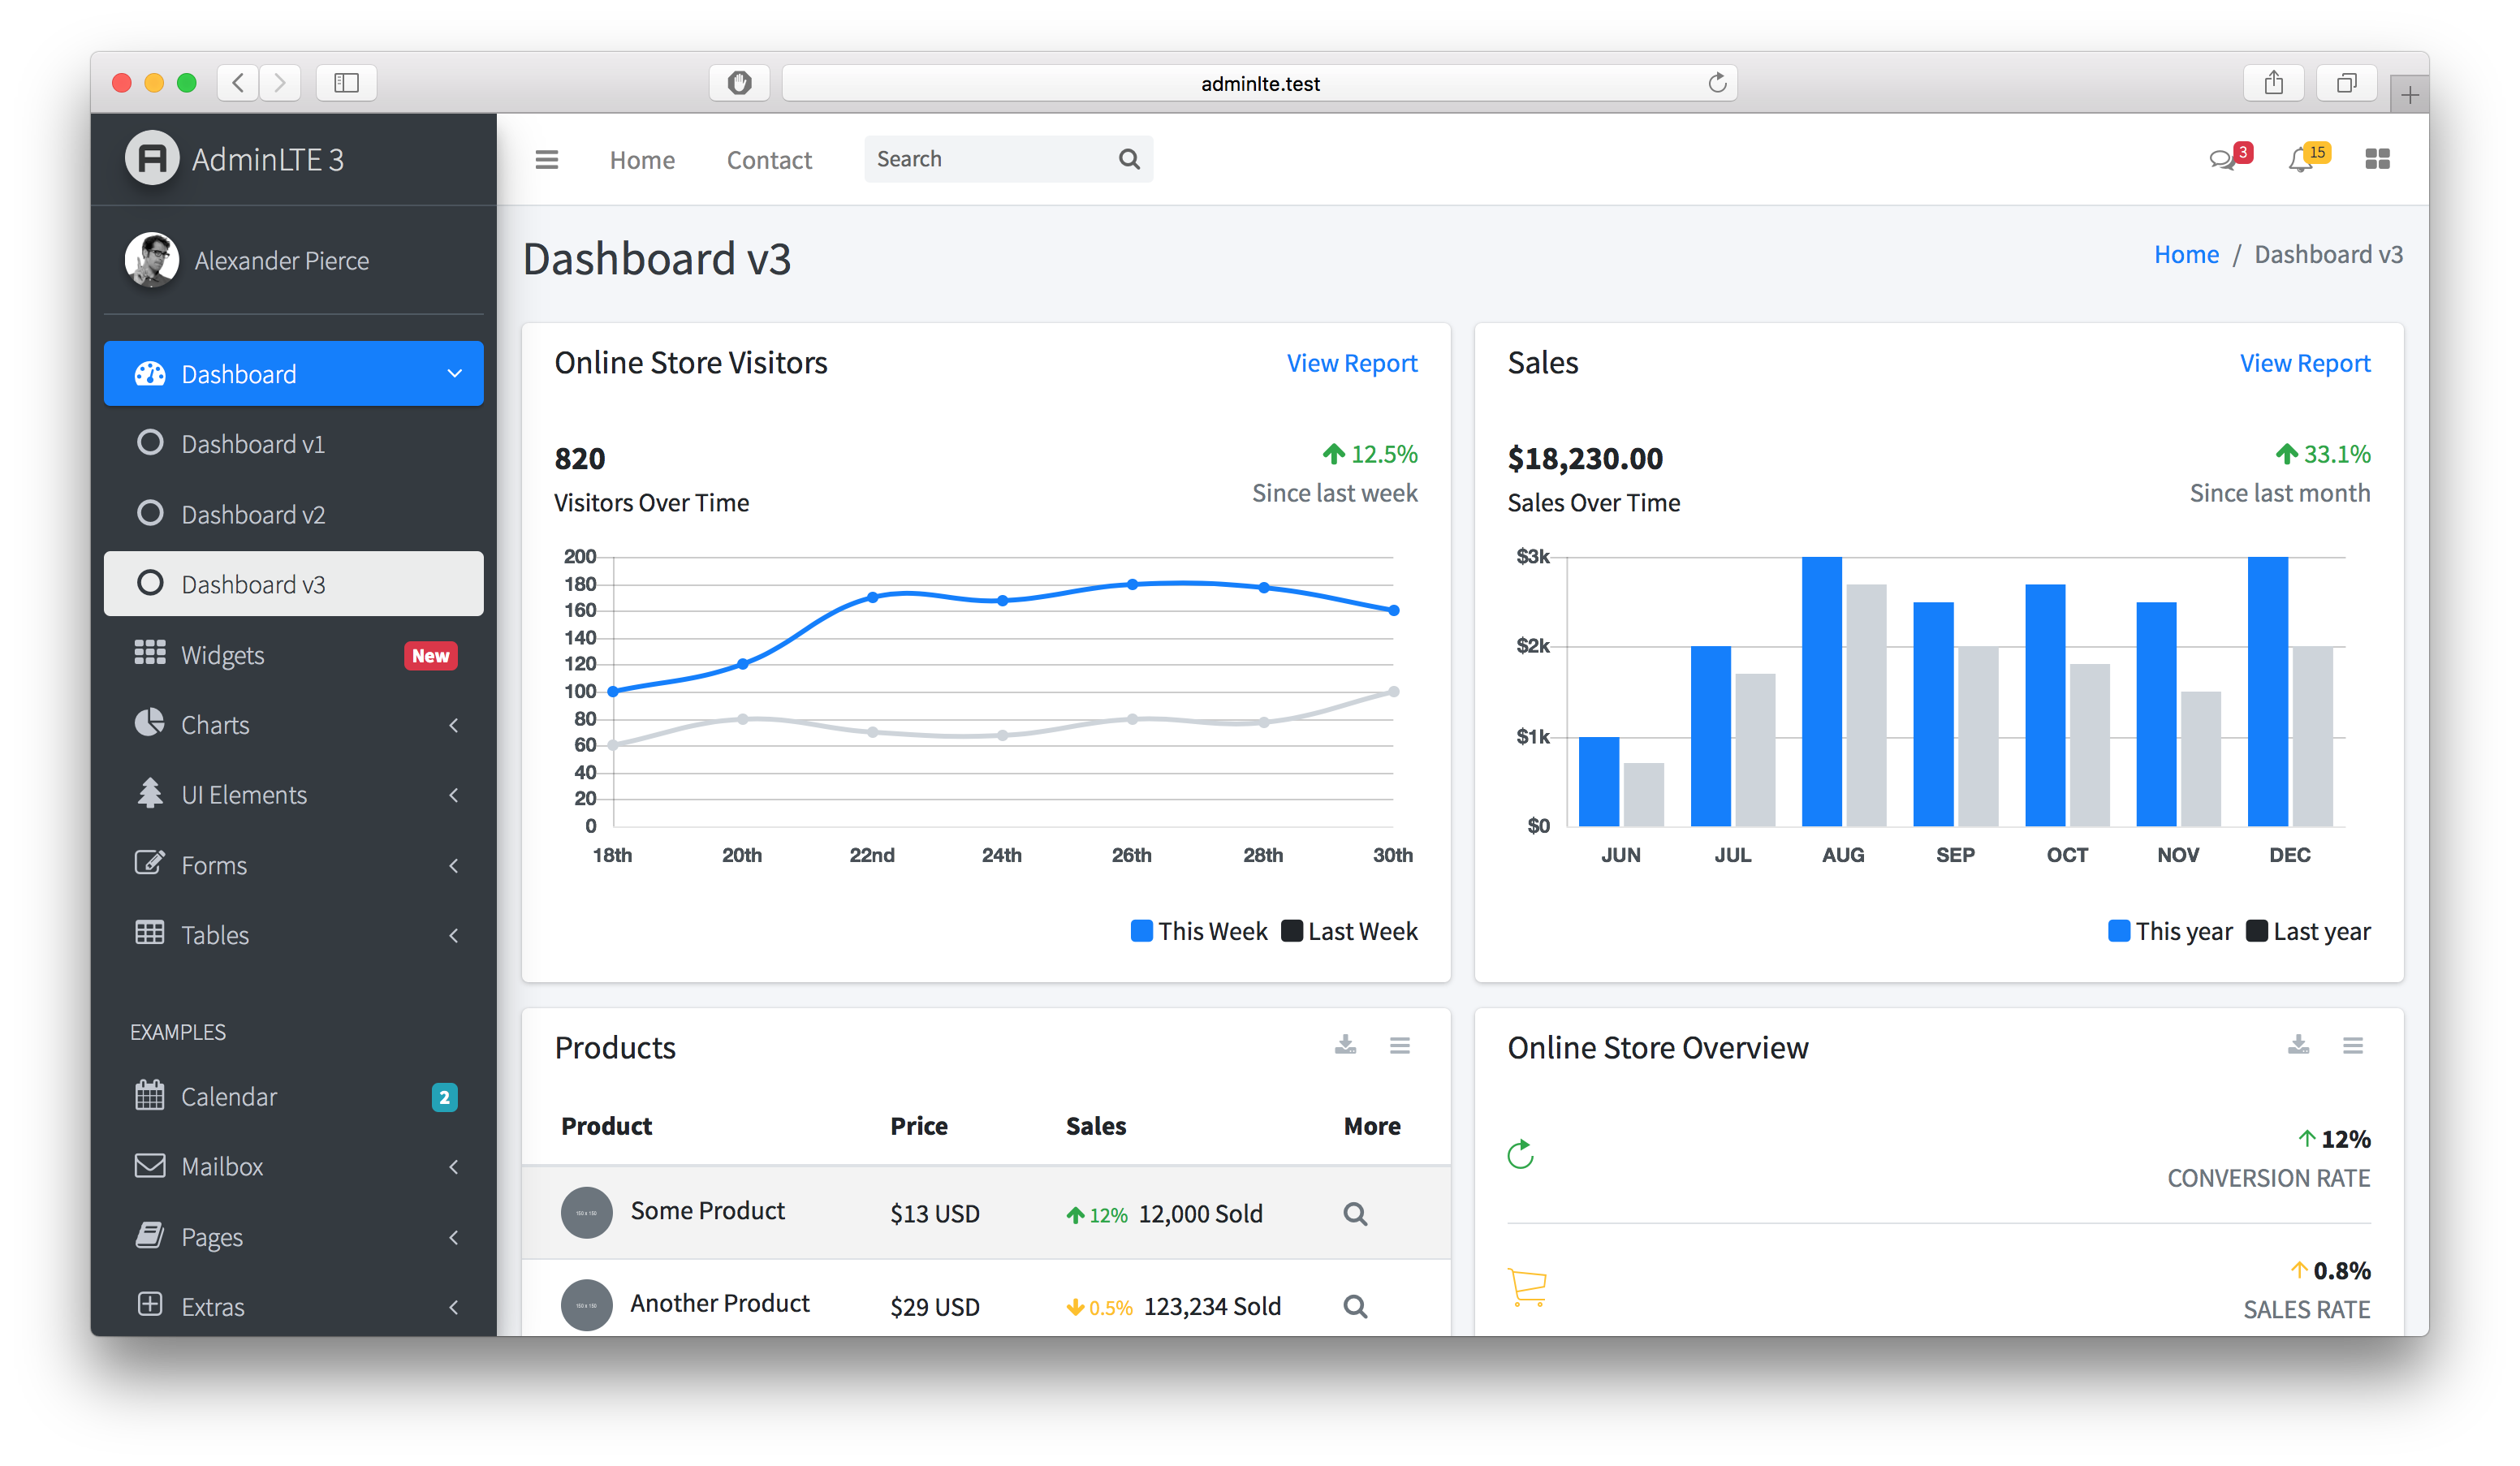 adminlte.test
AdminLTE 3
Home Contact Search 3 15
Alexander Pierce
Dashboard
Dashboard v1
Dashboard v2
Dashboard v3
Widgets New
Charts
UI Elements
Forms
Tables
EXAMPLES
Calendar 2
Mailbox
Pages
Extras
Dashboard v3
Home / Dashboard v3
Online Store Visitors View Report
820 12.5%
Visitors Over Time Since last week
200
180
160
140
120
100
80
60
40
20
0
18th 20th 22nd 24th 26th 28th 30th
This Week Last Week
Sales View Report
$18,230.00 33.1%
Sales Over Time Since last month
$3k
$2k
$1k
$0
JUN JUL AUG SEP OCT NOV DEC
This year Last year
Products
Product Price Sales More
150 x 150 Some Product $13 USD 12% 12,000 Sold
150 x 150 Another Product $29 USD 0.5% 123,234 Sold
Online Store Overview
12%
CONVERSION RATE
0.8%
SALES RATE